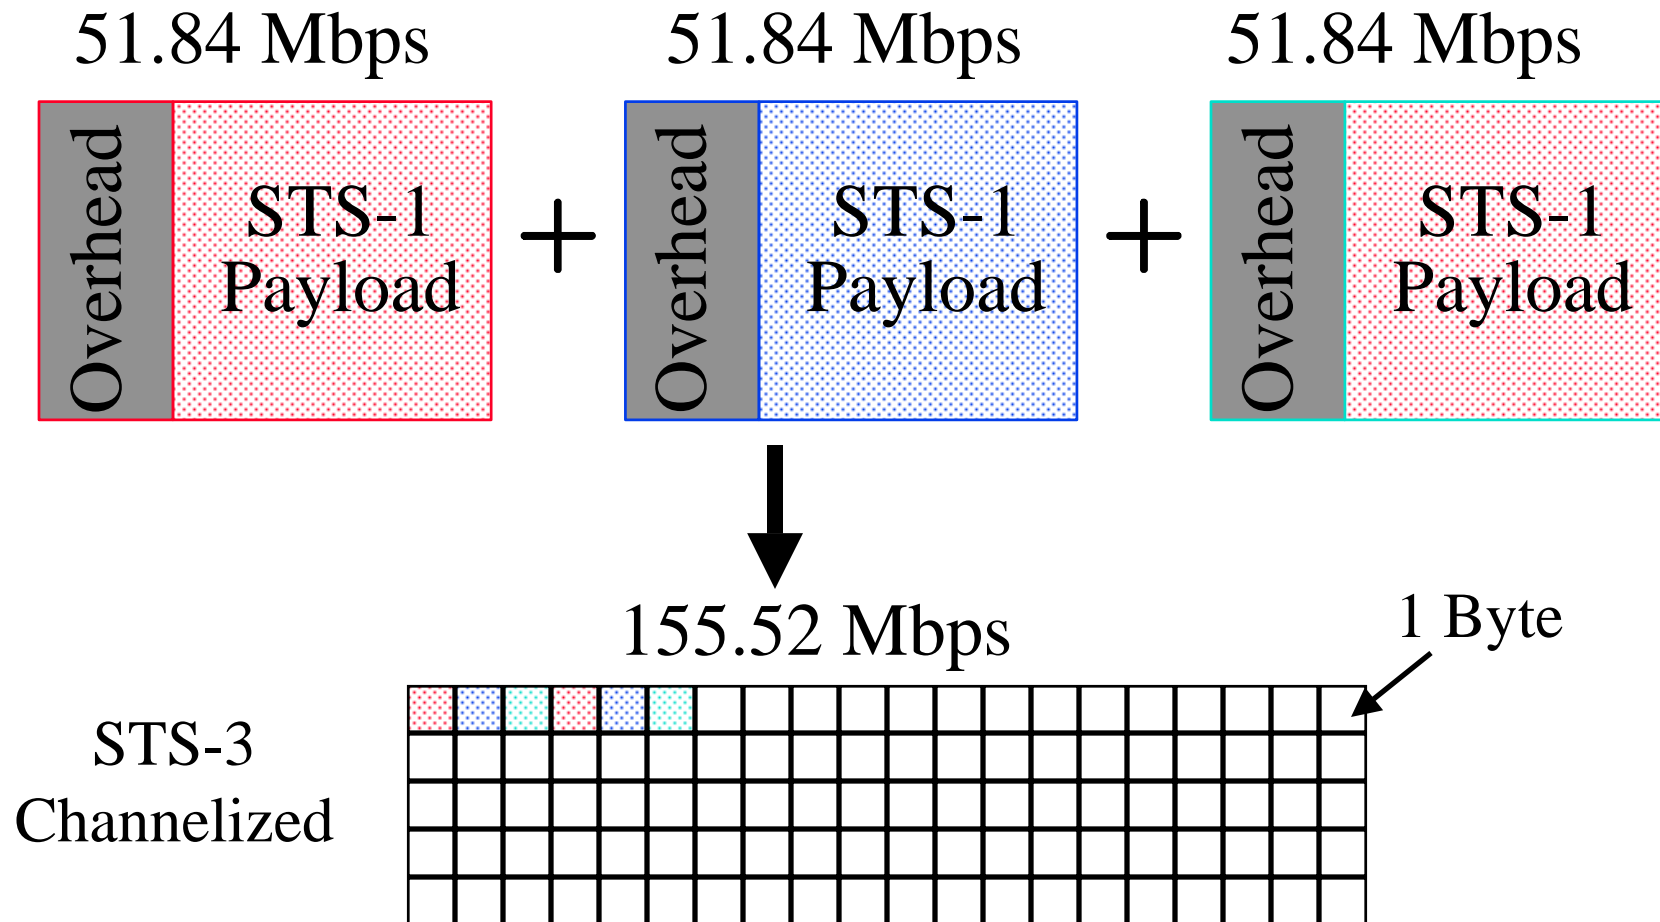 51.84 Mbps
51.84 Mbps
51.84 Mbps
Overhead
STS-1
Payload
+
Overhead
STS-1
Payload
+
Overhead
STS-1
Payload
155.52 Mbps
1 Byte
STS-3
Channelized